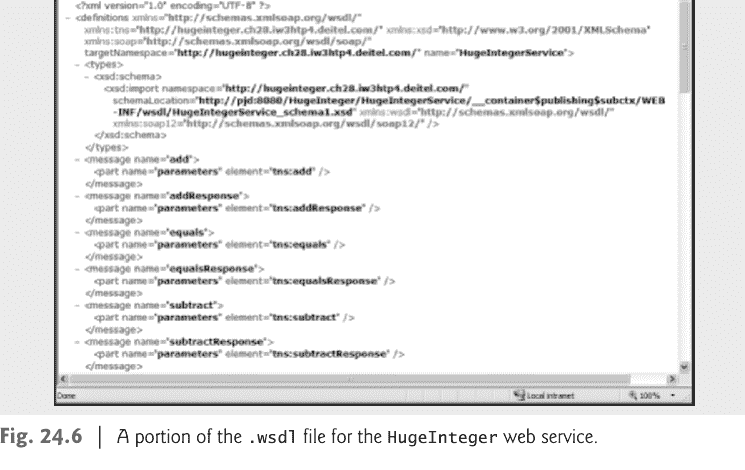 <?xml version="1.0" encoding="UTF-8" ?>
- <definitions xmlns="http://schemas.xmlsoap.org/wsdl/"
xmlns:tns="http://hugeinteger.ch28.iw3htp4.deitel.com/" xmlns:xsd="http://www.w3.org/2001/XMLSchema"
xmlns:soap="http://schemas.xmlsoap.org/wsdl/soap/"
targetNamespace="http://hugeinteger.ch28.iw3htp4.deitel.com/" name="HugeIntegerService">
- <types>
- <xsd:schema>
<xsd:import namespace="http://hugeinteger.ch28.iw3htp4.deitel.com/"
schemaLocation="http://pjd:8080/HugeInteger/HugeIntegerService/__container$publishing$subctx/WEB
-INF/wsdl/HugeIntegerService_schema1.xsd" xmlns:wsdl="http://schemas.xmlsoap.org/wsdl/"
xmlns:soap12="http://schemas.xmlsoap.org/wsdl/soap12/" />
</xsd:schema>
</types>
- <message name="add">
<part name="parameters" element="tns:add" />
</message>
- <message name="addResponse">
<part name="parameters" element="tns:addResponse" />
</message>
- <message name="equals">
<part name="parameters" element="tns:equals" />
</message>
- <message name="equalsResponse">
<part name="parameters" element="tns:equalsResponse" />
</message>
- <message name="subtract">
<part name="parameters" element="tns:subtract" />
</message>
- <message name="subtractResponse">
<part name="parameters" element="tns:subtractResponse" />
</message>
Done Local intranet 100%
Fig. 24.6 | A portion of the .wsdl file for the HugeInteger web service.